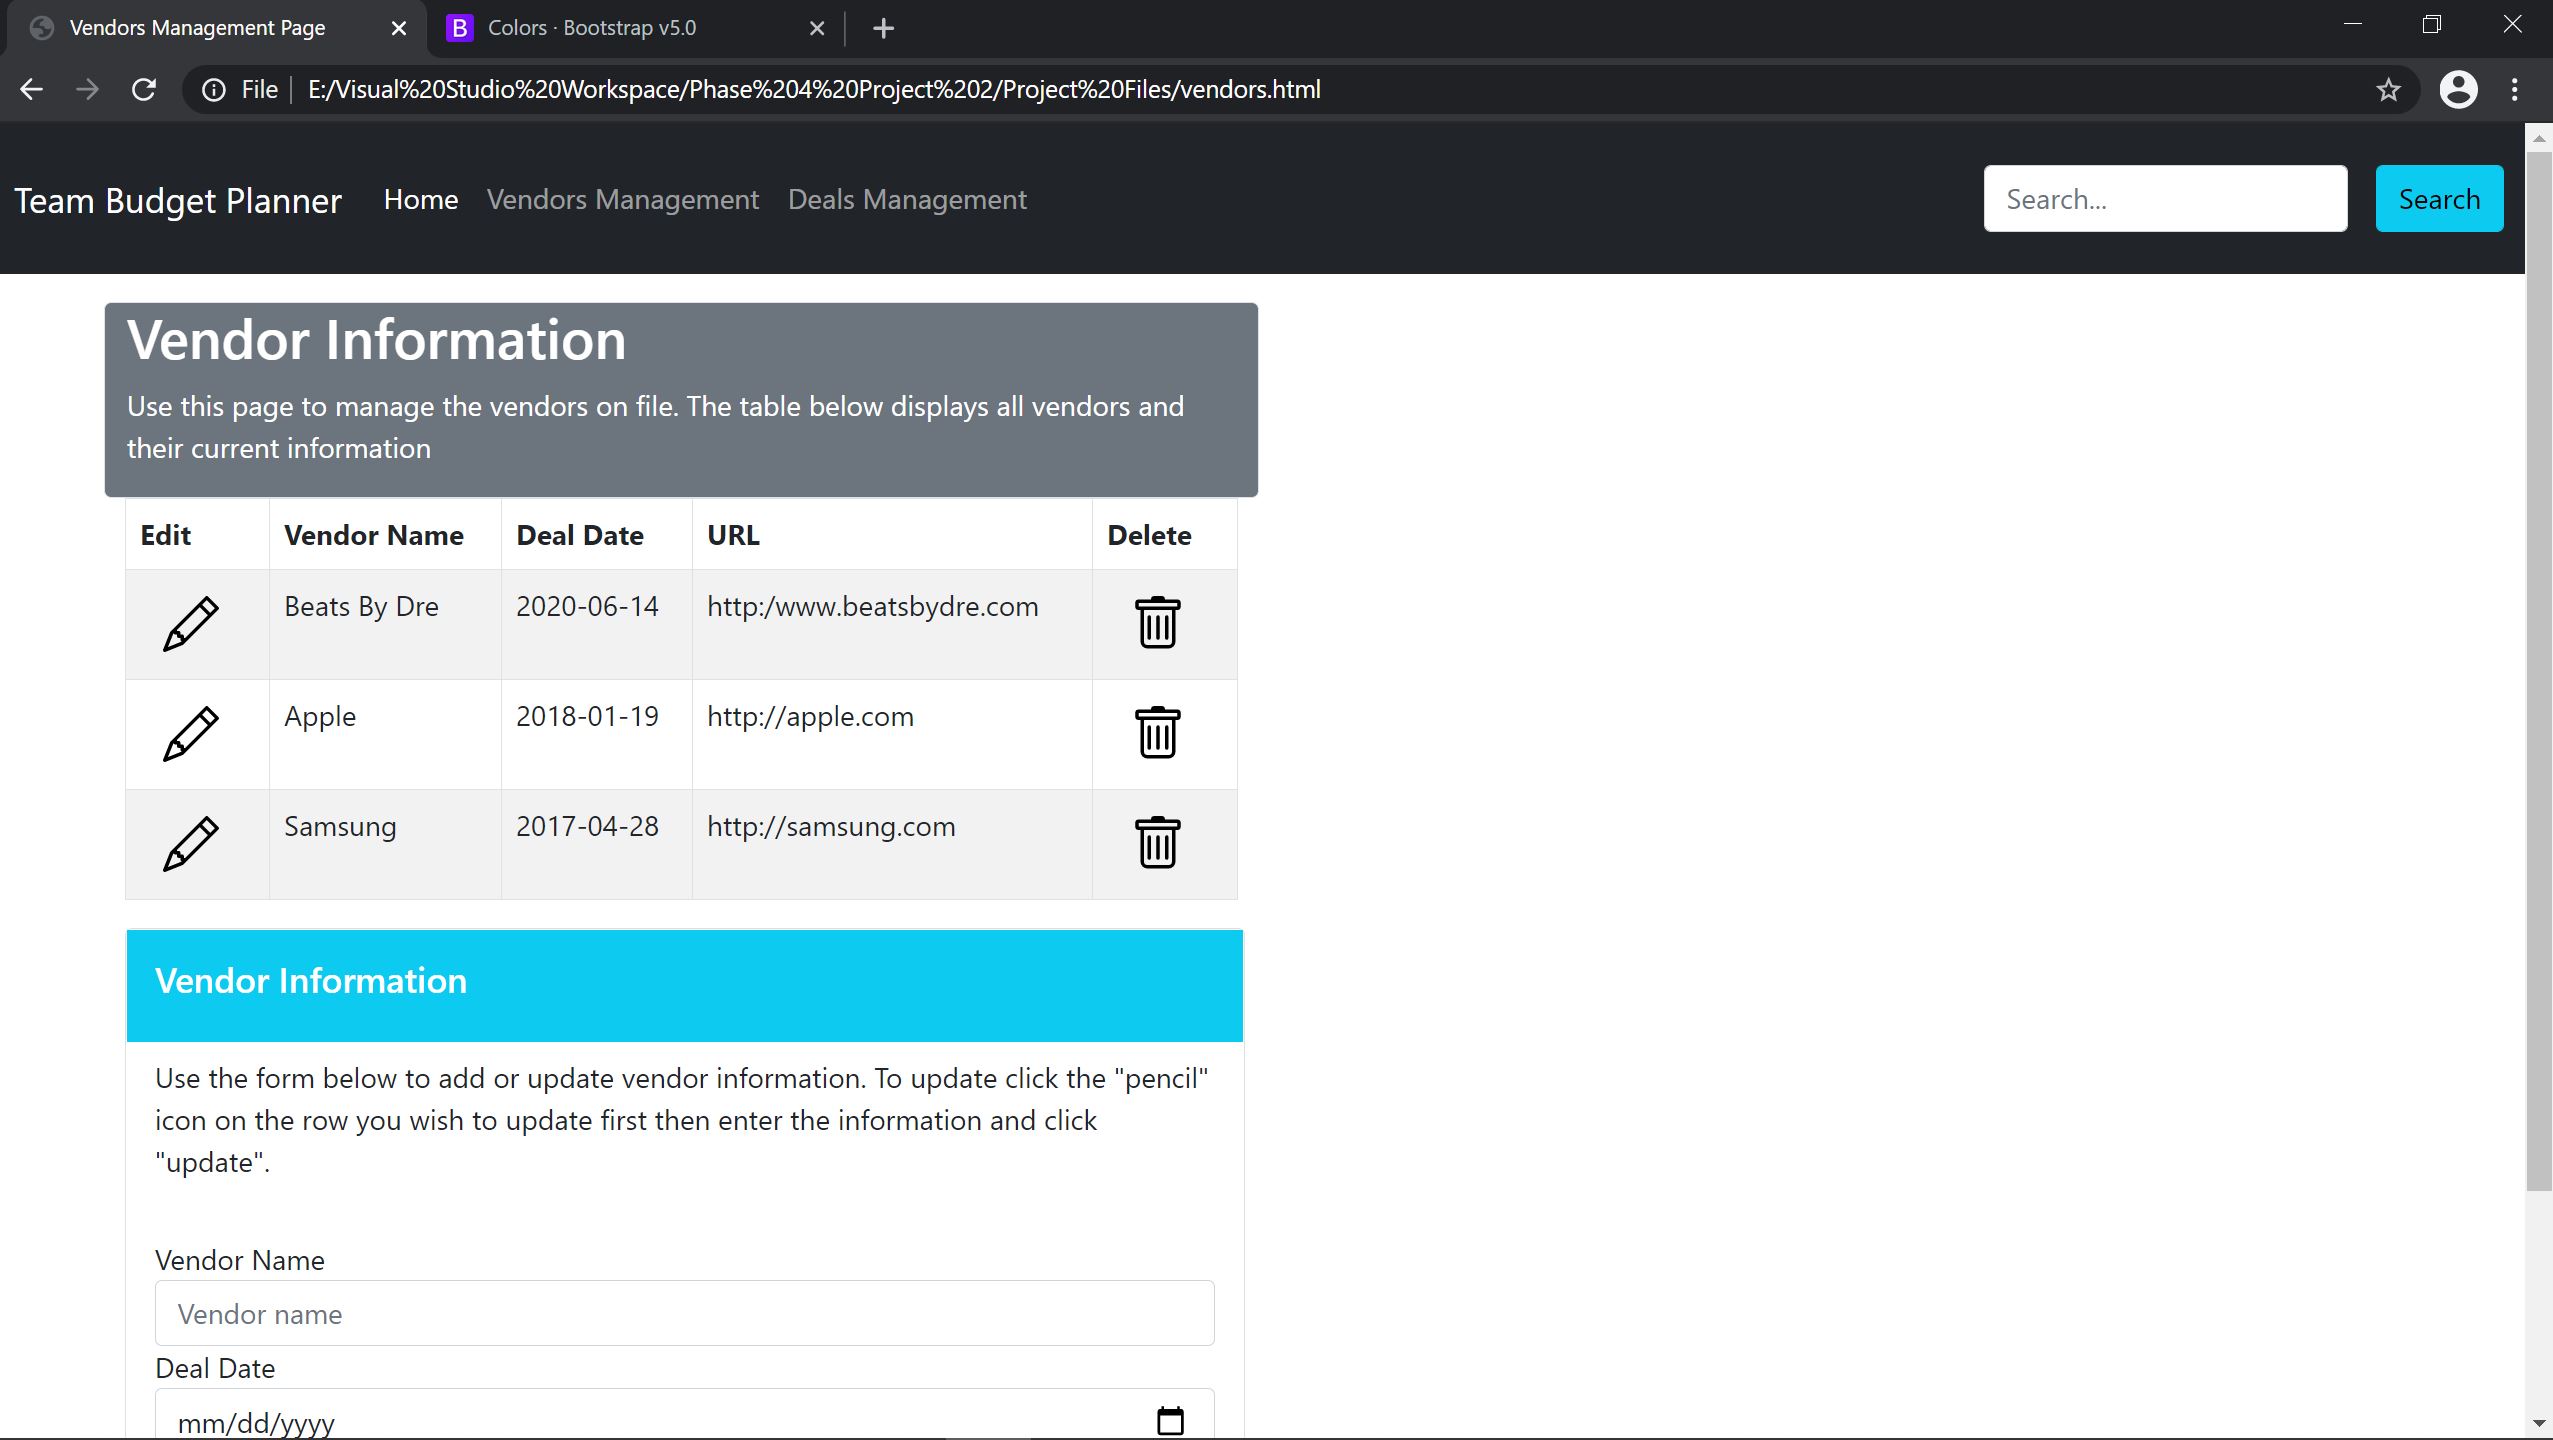 Vendors Management Page
B Colors · Bootstrap v5.0
File E:/Visual%20Studio%20Workspace/Phase%204%20Project%202/Project%20Files/vendors.html
Team Budget Planner Home Vendors Management Deals Management Search... Search
Vendor Information
Use this page to manage the vendors on file. The table below displays all vendors and
their current information
Edit Vendor Name Deal Date URL Delete
Beats By Dre 2020-06-14 http:/www.beatsbydre.com
Apple 2018-01-19 http://apple.com
Samsung 2017-04-28 http://samsung.com
Vendor Information
Use the form below to add or update vendor information. To update click the "pencil"
icon on the row you wish to update first then enter the information and click
"update".
Vendor Name
Vendor name
Deal Date
mm/dd/yyyy